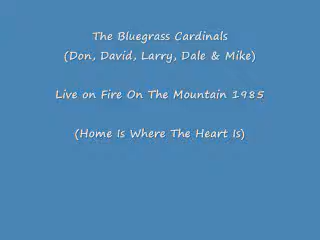 The Bluegrass Cardinals
(Don, David, Larry, Dale & Mike)
Live on Fire On The Mountain 1985
(Home Is Where The Heart Is)